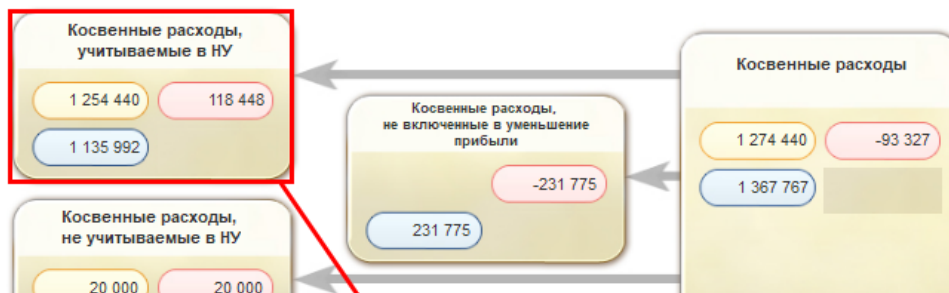 Косвенные расходы,
учитываемые в НУ
1 254 440 118 448
1 135 992
Косвенные расходы,
не включенные в уменьшение
прибыли
-231 775
231 775
Косвенные расходы
1 274 440 -93 327
1 367 767
Косвенные расходы,
не учитываемые в НУ
20 000 20 000